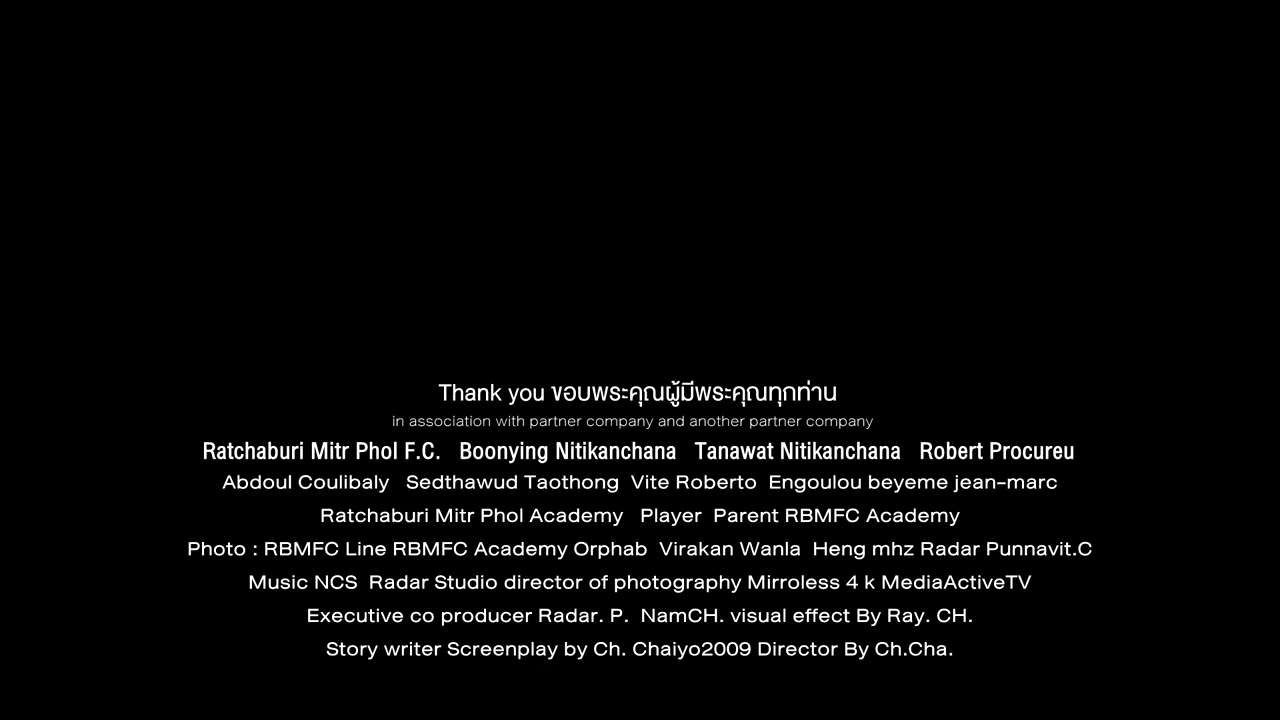 Thank you ขอบพระคุณผู้มีพระคุณทุกท่าน
in association with partner company and another partner company
Ratchaburi Mitr Phol F.C. Boonying Nitikanchana Tanawat Nitikanchana Robert Procureu
Abdoul Coulibaly Sedthawud Taothong Vite Roberto Engoulou beyeme jean-marc
Ratchaburi Mitr Phol Academy Player Parent RBMFC Academy
Photo : RBMFC Line RBMFC Academy Orphab Virakan Wanla Heng mhz Radar Punnavit.C
Music NCS Radar Studio director of photography Mirroless 4 k MediaActiveTV
Executive co producer Radar. P. NamCH. visual effect By Ray. CH.
Story writer Screenplay by Ch. Chaiyo2009 Director By Ch.Cha.